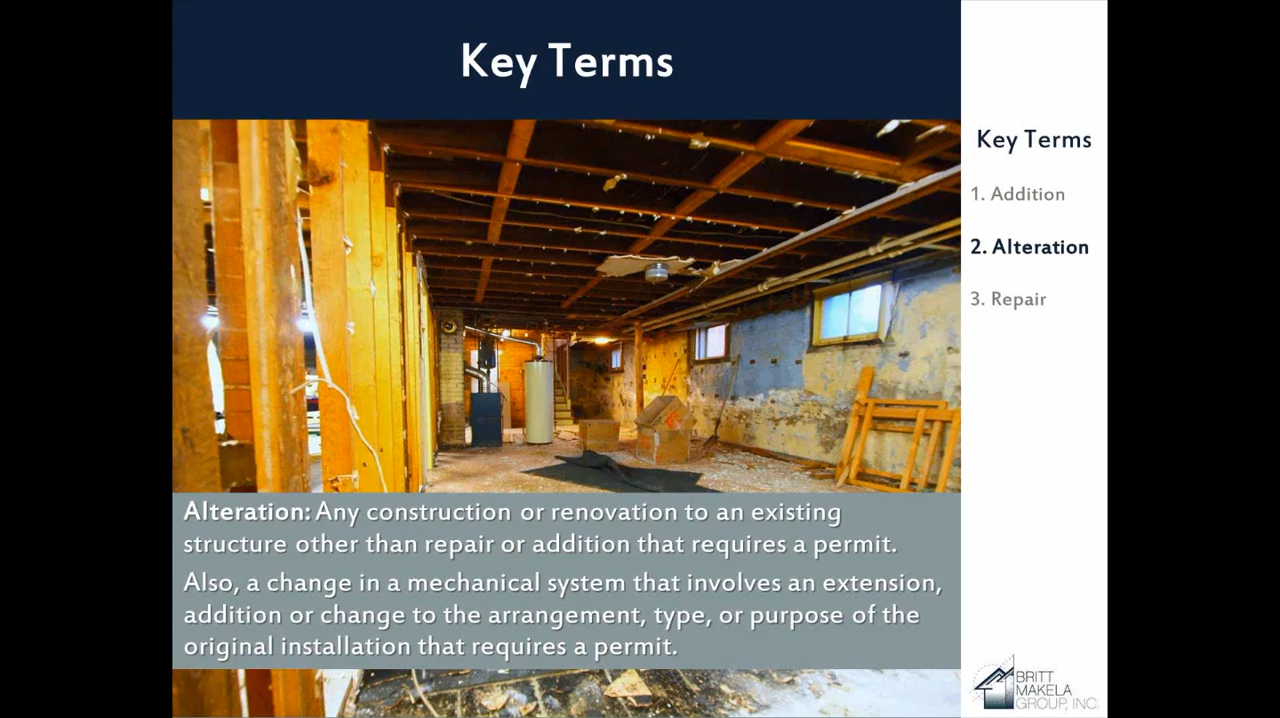 Key Terms
Key Terms
1. Addition
2. Alteration
3. Repair
Alteration: Any construction or renovation to an existing
structure other than repair or addition that requires a permit.
Also, a change in a mechanical system that involves an extension,
addition or change to the arrangement, type, or purpose of the
original installation that requires a permit.
BRITT
MAKELA
GROUP, INC.